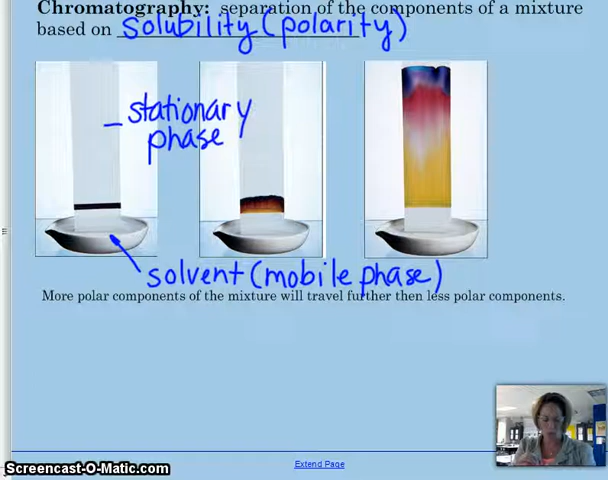 Chromatography: separation of the components of a mixture
based on solubility (polarity)
stationary
phase
solvent (mobile phase)
More polar components of the mixture will travel further then less polar components.
Extend Page
Screencast-O-Matic.com